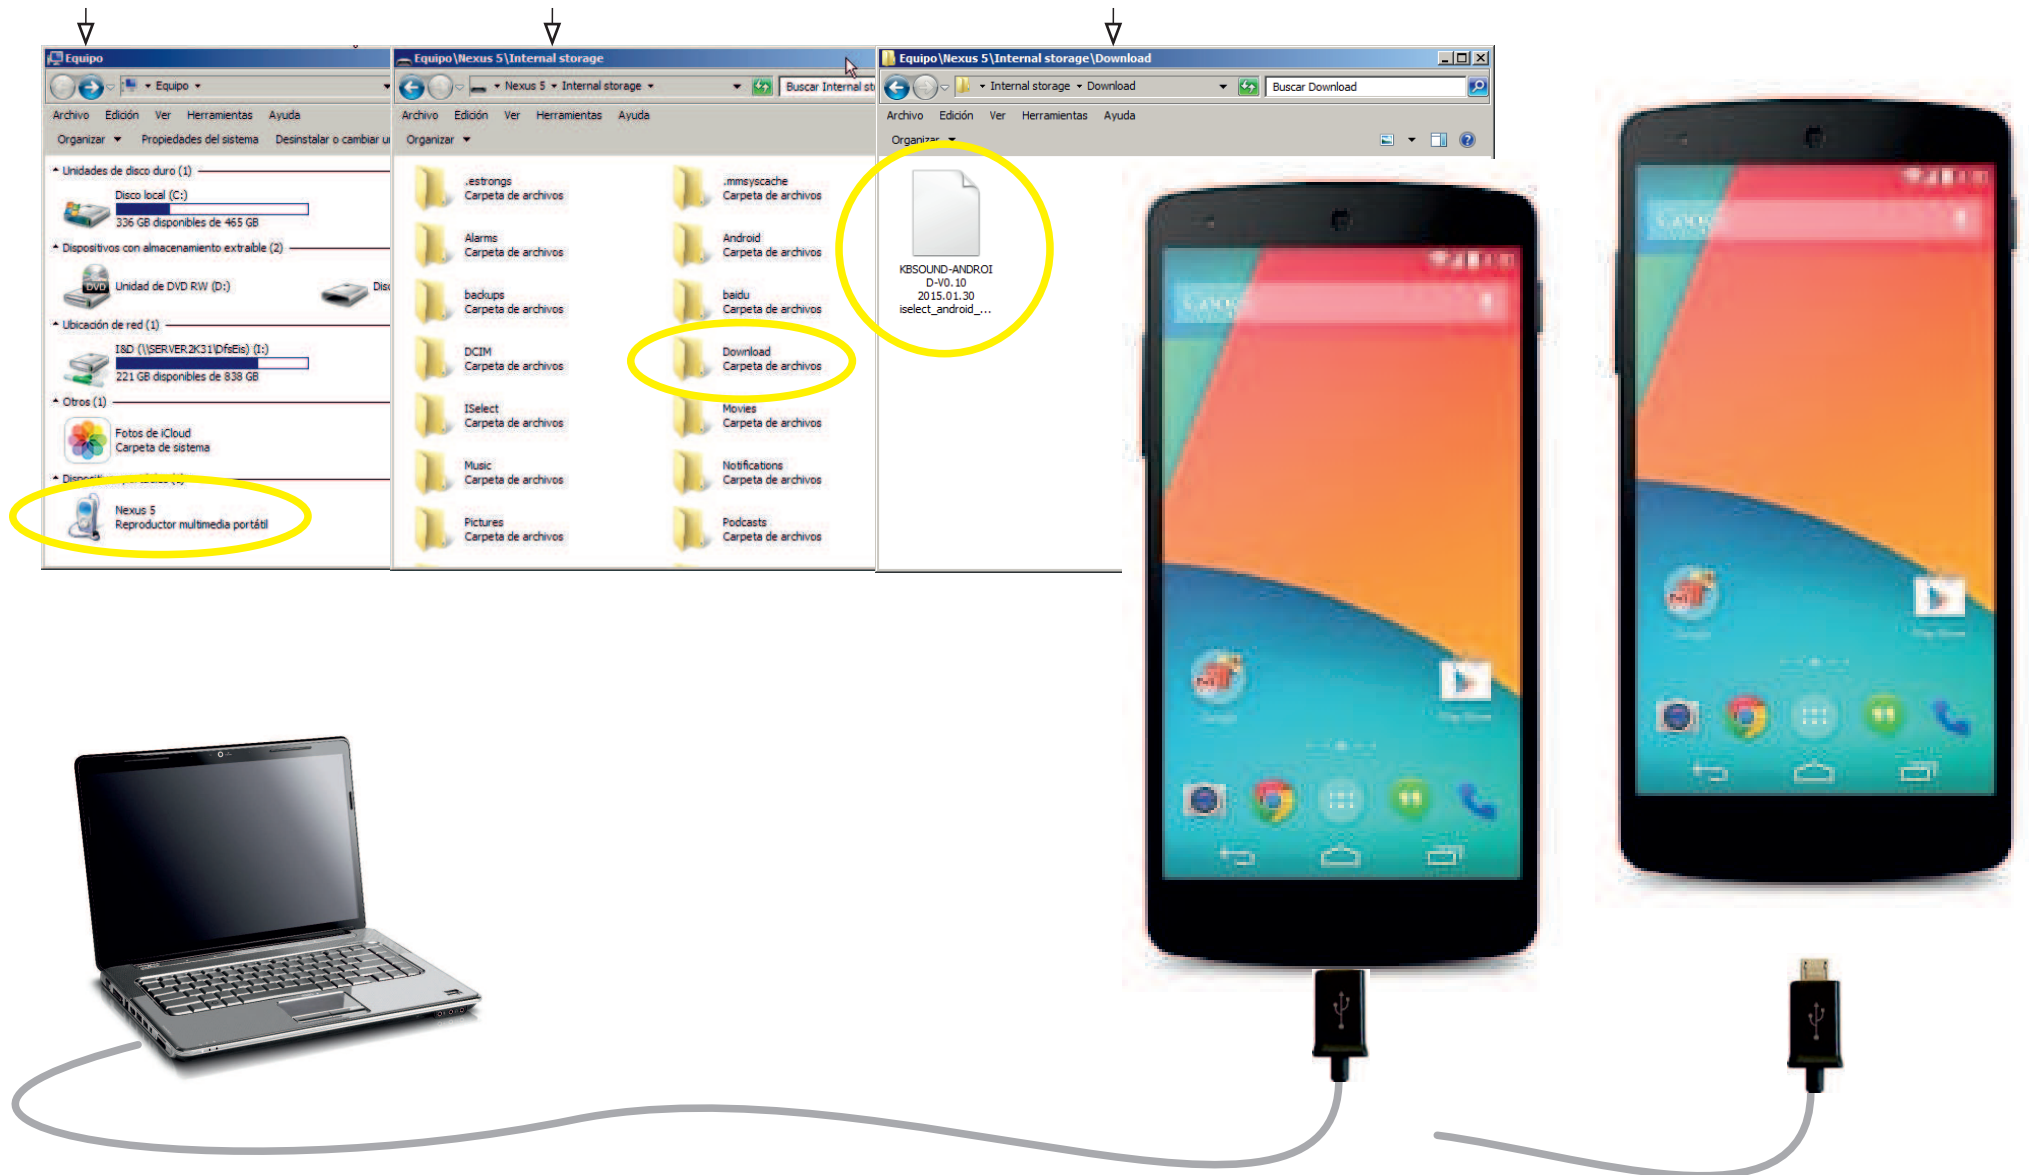 Equipo
Equipo
Archivo Edición Ver Herramientas Ayuda
Organizar Propiedades del sistema Desinstalar o cambiar
Unidades de disco duro (1)
Disco local (C:)
336 GB disponibles de 465 GB
Dispositivos con almacenamiento extraíble (2)
DVD
Unidad de DVD RW (D:)
Ubicación de red (1)
I&D (\\SERVER2K31\DfsEis) (I:)
221 GB disponibles de 838 GB
Otros (1)
Fotos de iCloud
Carpeta de sistema
Nexus 5
Reproductor multimedia portátil
Equipo\Nexus 5\Internal storage
Nexus 5 Internal storage
Buscar Internal
Archivo Edición Ver Herramientas Ayuda
Organizar
.estrongs
Carpeta de archivos
.mmsyscache
Carpeta de archivos
Alarms
Carpeta de archivos
Android
Carpeta de archivos
backups
Carpeta de archivos
baidu
Carpeta de archivos
DCIM
Carpeta de archivos
Download
Carpeta de archivos
ISelect
Carpeta de archivos
Movies
Carpeta de archivos
Music
Carpeta de archivos
Notifications
Carpeta de archivos
Pictures
Carpeta de archivos
Podcasts
Carpeta de archivos
Equipo\Nexus 5\Internal storage\Download
Internal storage Download
Buscar Download
Archivo Edición Ver Herramientas Ayuda
Organizar
KBSOUND-ANDROI
D-V0.10
2015.01.30
iselect_android_...